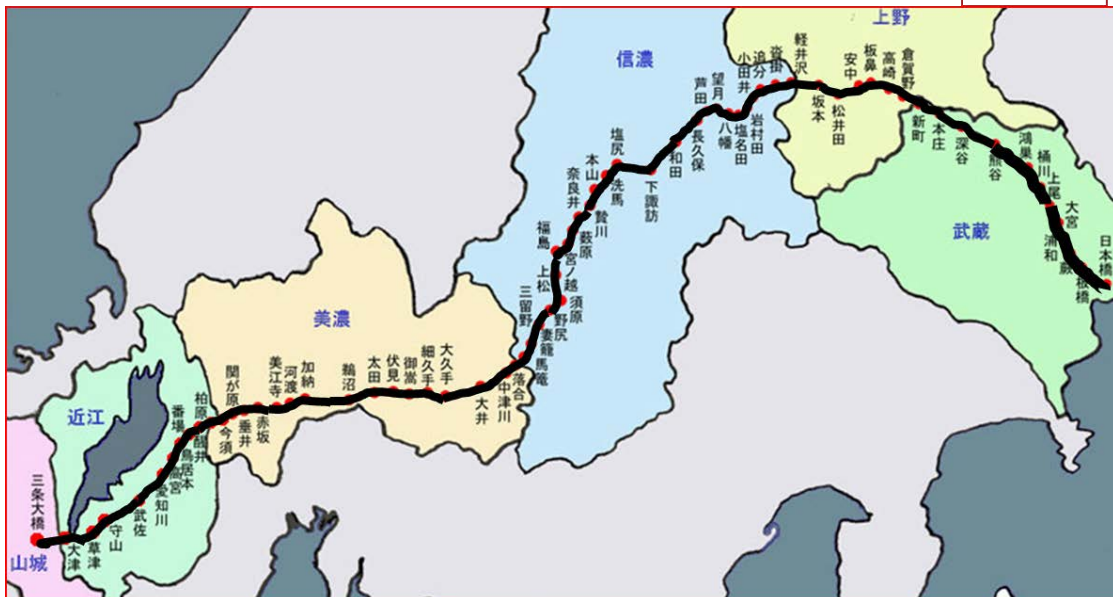 上野
信濃
武蔵
美濃
近江
山城
日本橋
板橋
蕨
浦和
大宮
上尾
桶川
鴻巣
熊谷
深谷
本庄
新町
倉賀野
高崎
板鼻
安中
松井田
坂本
軽井沢
沓掛
追分
小田井
岩村田
塩名田
八幡
望月
芦田
長久保
和田
下諏訪
塩尻
洗馬
本山
贄川
奈良井
薮原
宮ノ越
福島
上松
須原
野尻
三留野
妻籠
馬篭
落合
中津川
大井
大久手
細久手
御嵩
伏見
太田
鵜沼
加納
河渡
美江寺
赤坂
垂井
関が原
今須
柏原
醒井
番場
鳥居本
高宮
愛知川
武佐
守山
草津
大津
三条大橋